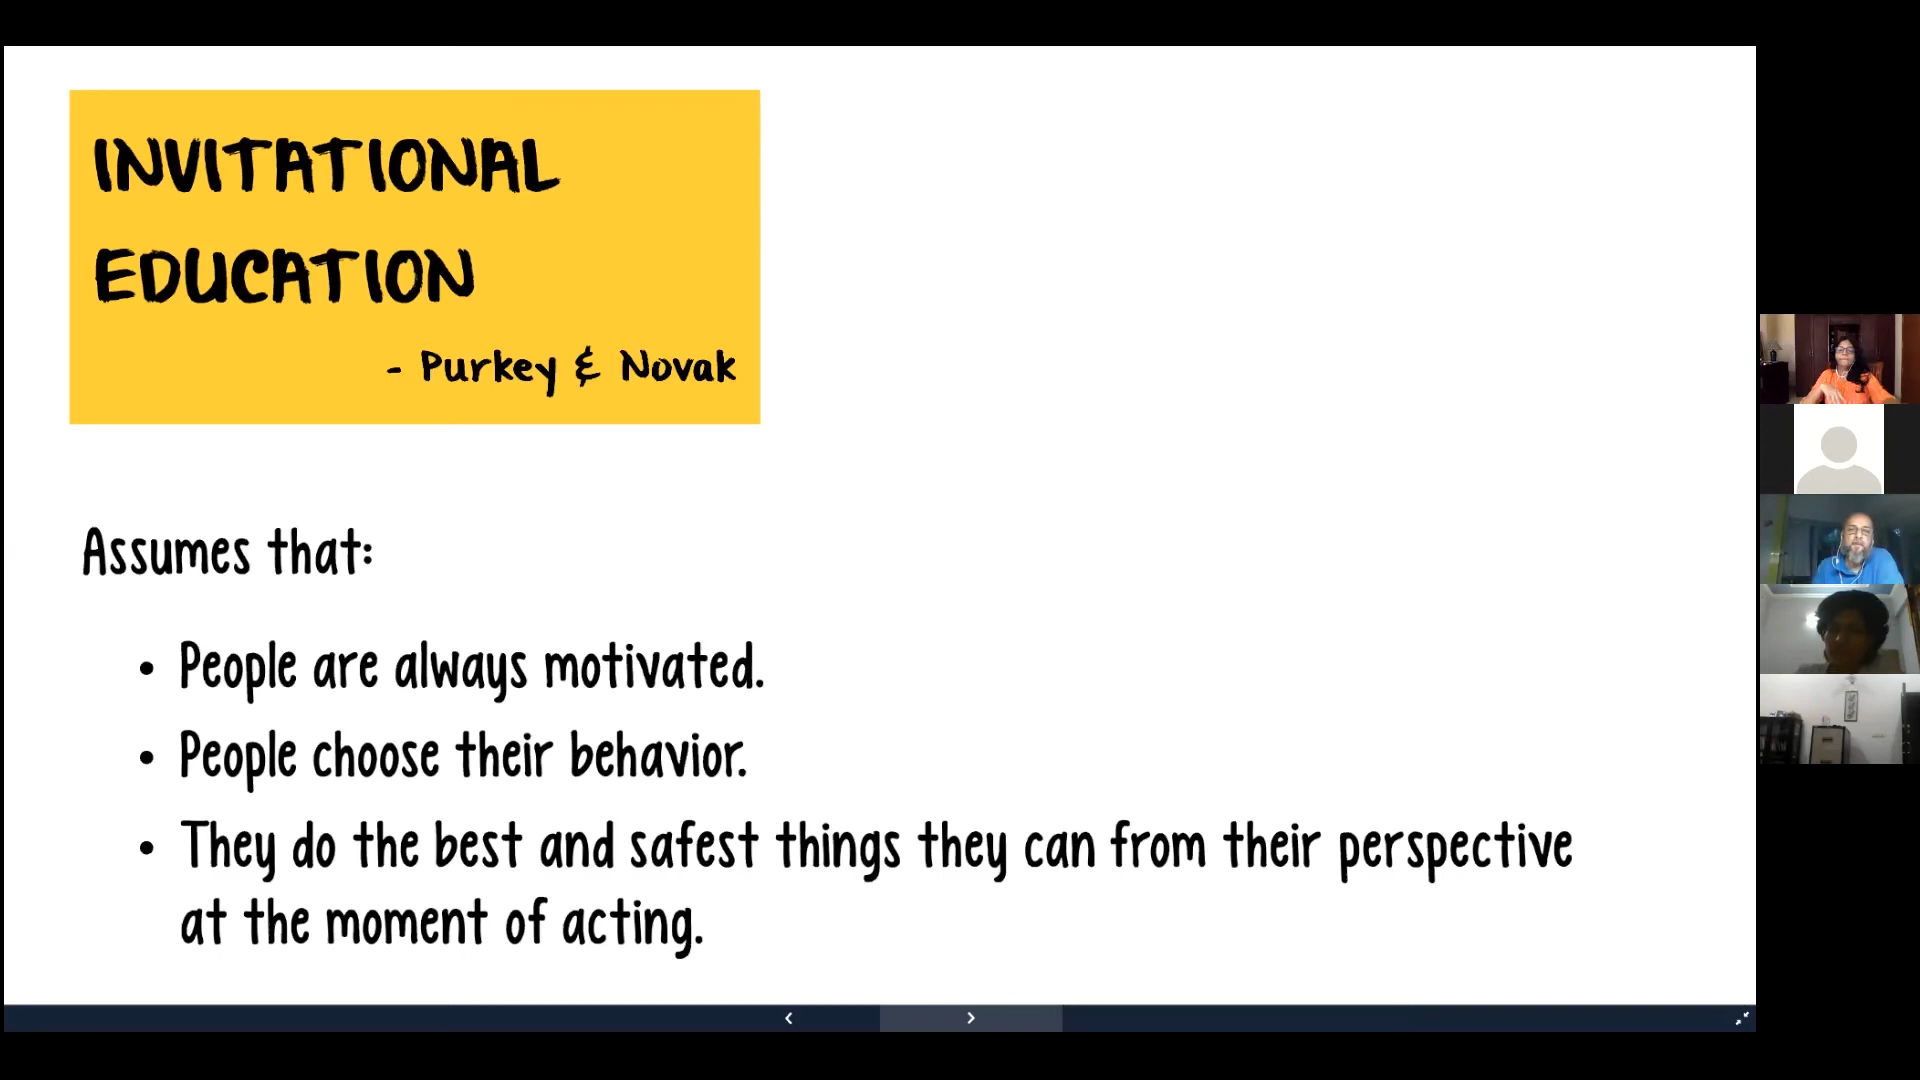 INVITATIONAL
EDUCATION
- Purkey & Novak
Assumes that:
• People are always motivated.
• People choose their behavior.
• They do the best and safest things they can from their perspective
at the moment of acting.